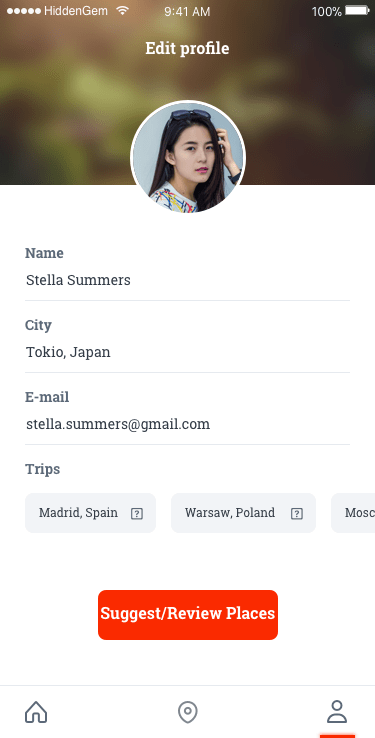 HiddenGem 9:41 AM 100%
Edit profile
Name
Stella Summers
City
Tokio, Japan
E-mail
stella.summers@gmail.com
Trips
Madrid, Spain ? Warsaw, Poland ? Mosc
Suggest/Review Places